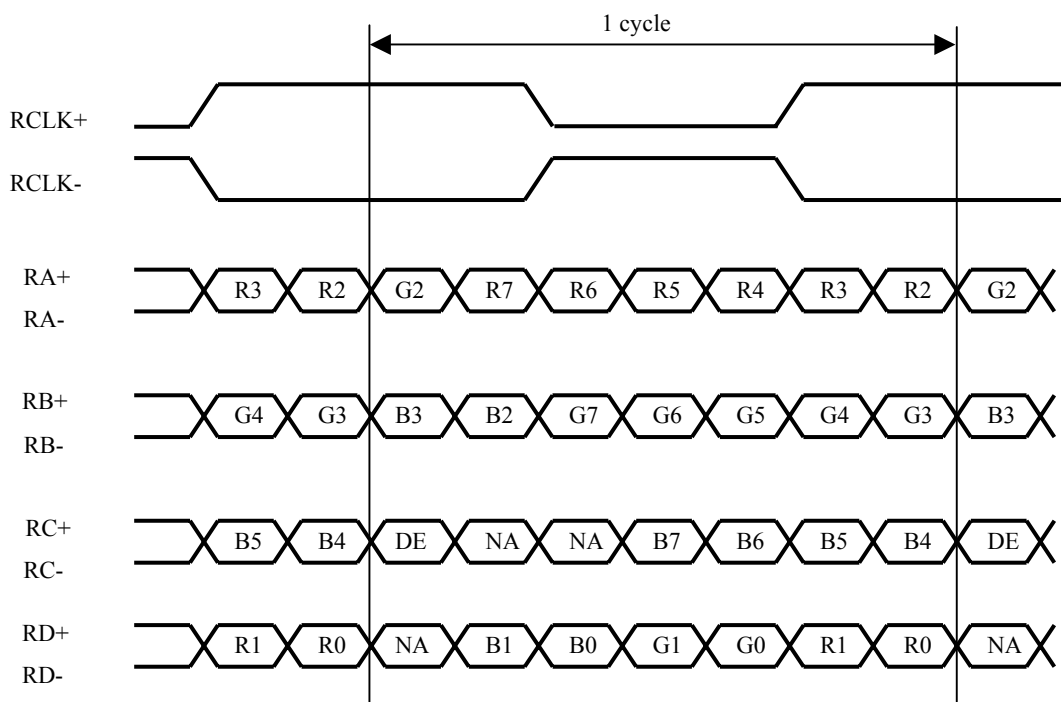 1 cycle
RCLK+
RCLK-
RA+ R3 R2 G2 R7 R6 R5 R4 R3 R2 G2
RA-
RB+ G4 G3 B3 B2 G7 G6 G5 G4 G3 B3
RB-
RC+ B5 B4 DE NA NA B7 B6 B5 B4 DE
RC-
RD+ R1 R0 NA B1 B0 G1 G0 R1 R0 NA
RD-